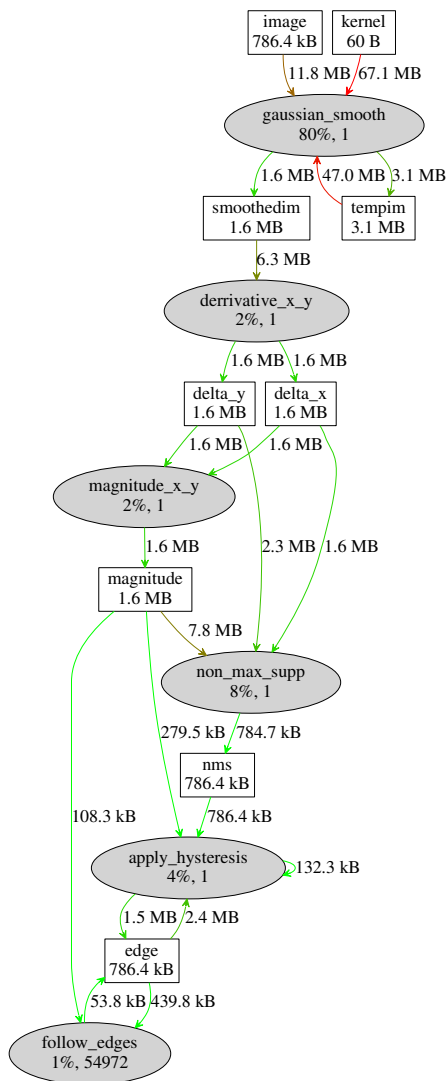 image
786.4 kB
kernel
60 B
11.8 MB
67.1 MB
gaussian_smooth
80%, 1
1.6 MB
47.0 MB
3.1 MB
smoothedim
1.6 MB
tempim
3.1 MB
6.3 MB
derrivative_x_y
2%, 1
1.6 MB
1.6 MB
delta_y
1.6 MB
delta_x
1.6 MB
1.6 MB
1.6 MB
magnitude_x_y
2%, 1
2.3 MB
1.6 MB
1.6 MB
magnitude
1.6 MB
7.8 MB
non_max_supp
8%, 1
279.5 kB
784.7 kB
nms
786.4 kB
108.3 kB
786.4 kB
apply_hysteresis
4%, 1
132.3 kB
1.5 MB
2.4 MB
edge
786.4 kB
53.8 kB
439.8 kB
follow_edges
1%, 54972